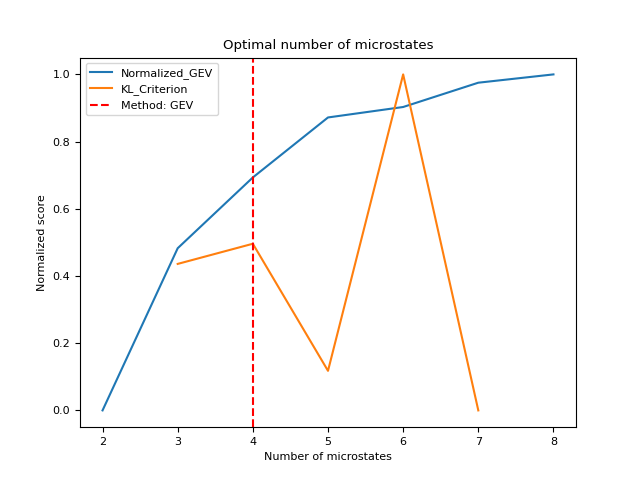 Optimal number of microstates
Normalized_GEV
KL_Criterion
Method: GEV
Normalized score
1.0
0.8
0.6
0.4
0.2
0.0
2 3 4 5 6 7 8
Number of microstates